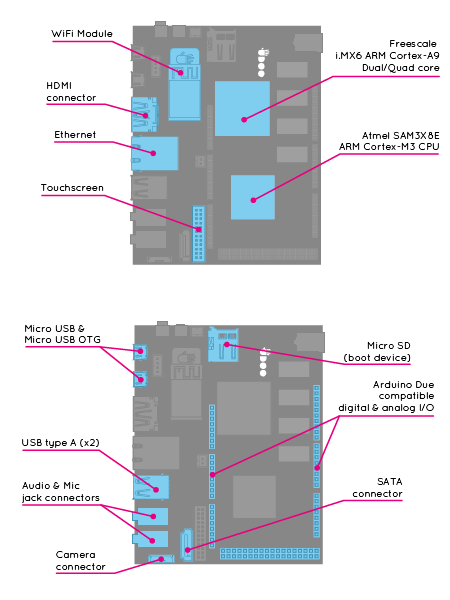 WiFi Module
Freescale
i.MX6 ARM Cortex-A9
Dual/Quad core
HDMI
connector
Ethernet
Atmel SAM3X8E
ARM Cortex-M3 CPU
Touchscreen
Micro USB &
Micro USB OTG
Micro SD
(boot device)
Arduino Due
compatible
digital & analog I/O
USB type A (x2)
Audio & Mic
jack connectors
SATA
connector
Camera
connector